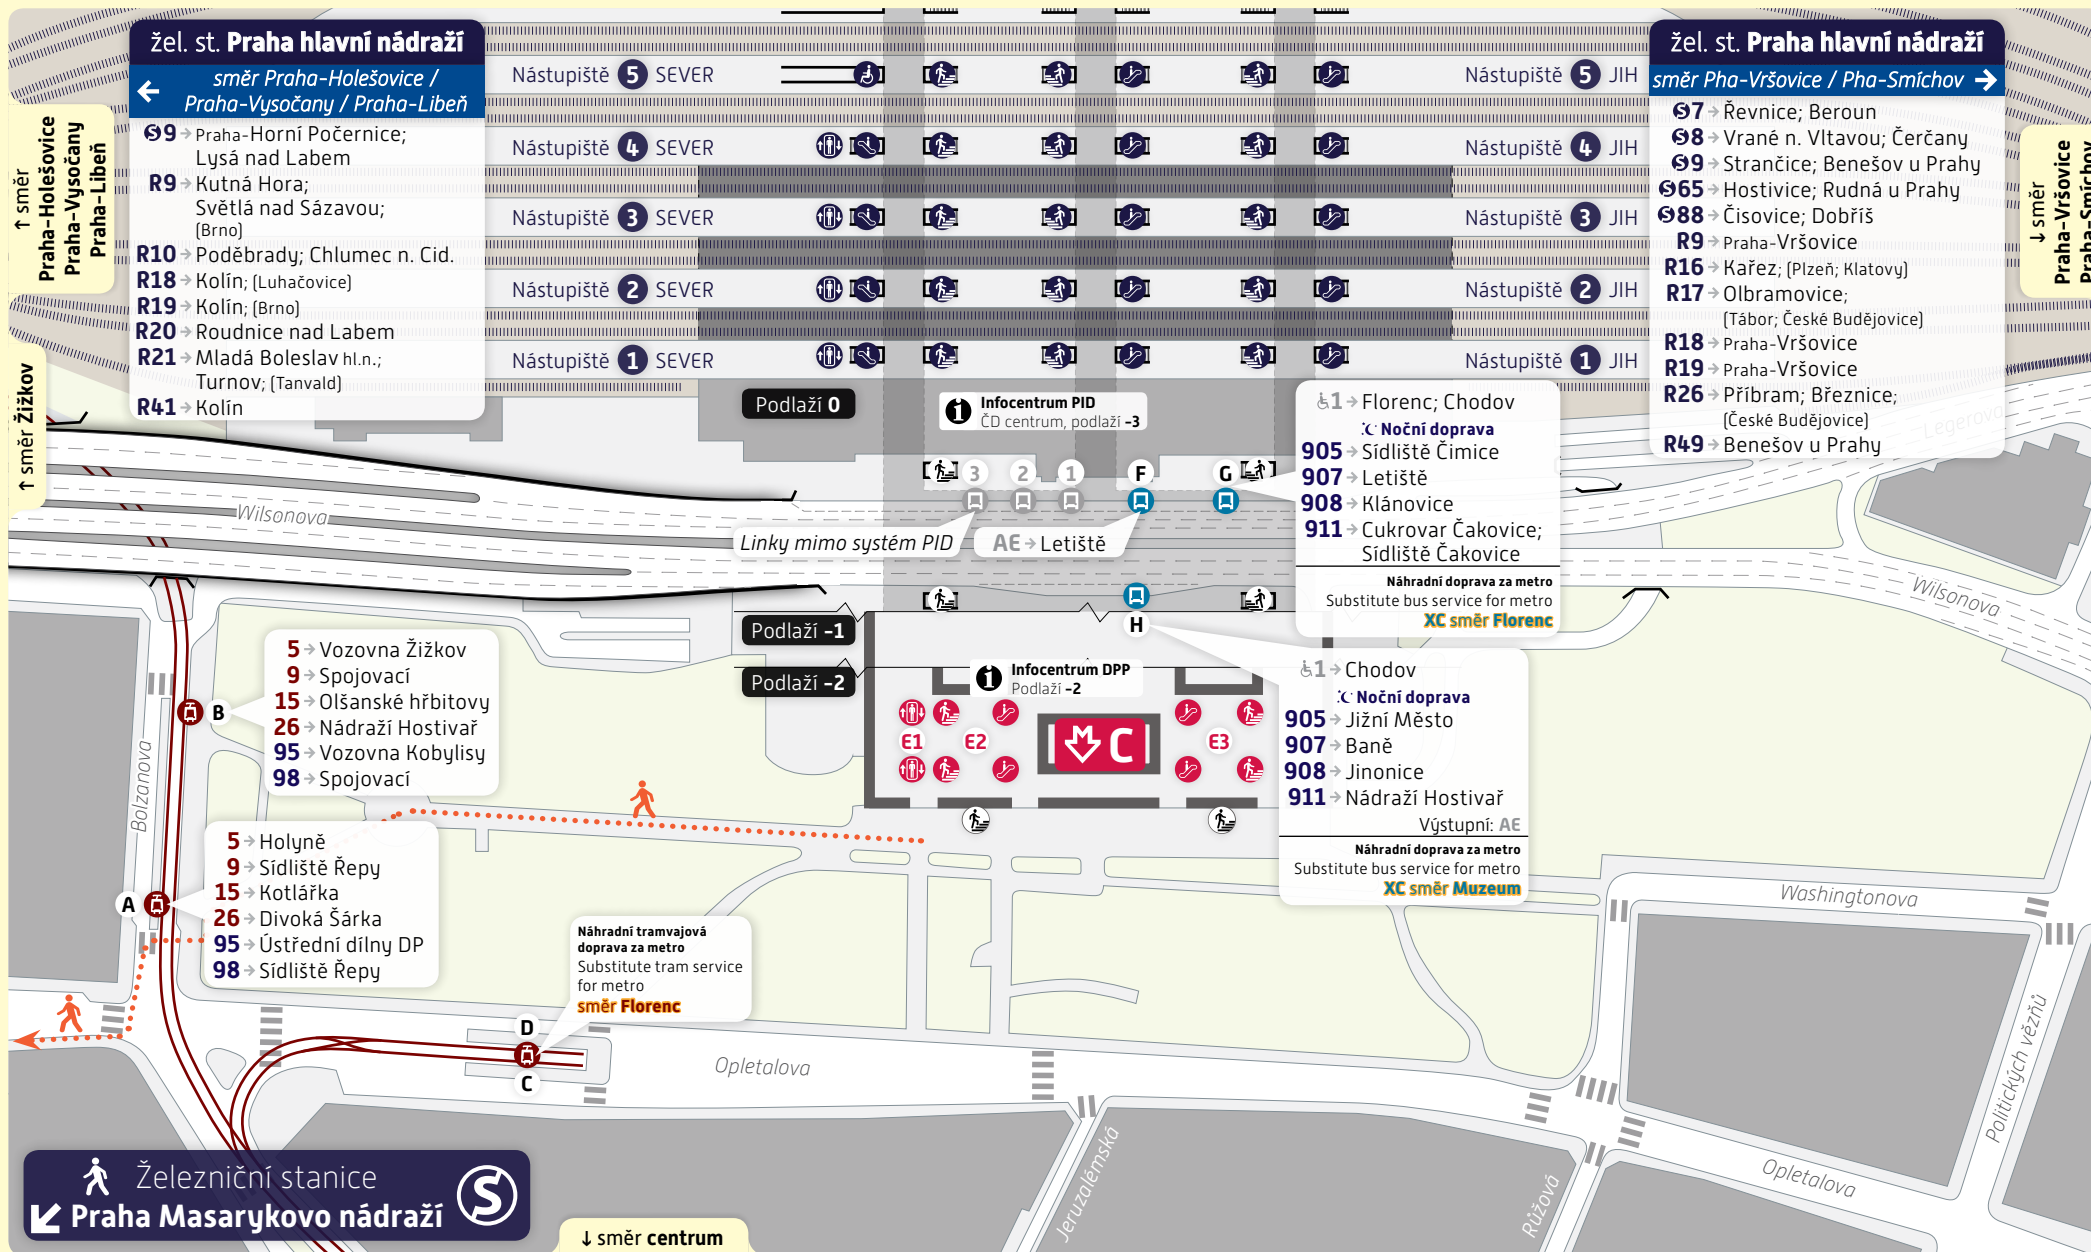 žel. st. Praha hlavní nádraží
směr Praha-Holešovice /
Praha-Vysočany / Praha-Libeň
S9 → Praha-Horní Počernice;
Lysá nad Labem
R9 → Kutná Hora;
Světlá nad Sázavou;
(Brno)
R10 → Poděbrady; Chlumec n. Cid.
R18 → Kolín; (Luhačovice)
R19 → Kolín; (Brno)
R20 → Roudnice nad Labem
R21 → Mladá Boleslav hl.n.;
Turnov; (Tanvald)
R41 → Kolín
↑ směr
Praha-Holešovice
Praha-Vysočany
Praha-Libeň
↑ směr Žižkov
Nástupiště 5 SEVER
Nástupiště 4 SEVER
Nástupiště 3 SEVER
Nástupiště 2 SEVER
Nástupiště 1 SEVER
Nástupiště 5 JIH
Nástupiště 4 JIH
Nástupiště 3 JIH
Nástupiště 2 JIH
Nástupiště 1 JIH
žel. st. Praha hlavní nádraží
směr Pha-Vršovice / Pha-Smíchov →
S7 → Řevnice; Beroun
S8 → Vrané n. Vltavou; Čerčany
S9 → Strančice; Benešov u Prahy
S65 → Hostivice; Rudná u Prahy
S88 → Čisovice; Dobříš
R9 → Praha-Vršovice
R16 → Kařez; (Plzeň; Klatovy)
R17 → Olbramovice;
(Tábor; České Budějovice)
R18 → Praha-Vršovice
R19 → Praha-Vršovice
R26 → Příbram; Březnice;
(České Budějovice)
R49 → Benešov u Prahy
↓ směr
Praha-Vršovice
Praha-Smíchov
Podlaží 0
Infocentrum PID
ČD centrum, podlaží -3
3
2
1
F
G
Linky mimo systém PID
AE → Letiště
1 → Florenc; Chodov
Noční doprava
905 → Sídliště Čimice
907 → Letiště
908 → Klánovice
911 → Cukrovar Čakovice;
Sídliště Čakovice
Náhradní doprava za metro
Substitute bus service for metro
XC směr Florenc
Legerova
Wilsonova
Wilsonova
H
Podlaží -1
Podlaží -2
Infocentrum DPP
Podlaží -2
E1
E2
M C
E3
1 → Chodov
Noční doprava
905 → Jižní Město
907 → Baně
908 → Jinonice
911 → Nádraží Hostivař
Výstupní: AE
Náhradní doprava za metro
Substitute bus service for metro
XC směr Muzeum
5 → Vozovna Žižkov
9 → Spojovací
15 → Olšanské hřbitovy
26 → Nádraží Hostivař
95 → Vozovna Kobylisy
98 → Spojovací
B
Bolzanova
5 → Holyně
9 → Sídliště Řepy
15 → Kotlářka
26 → Divoká Šárka
95 → Ústřední dílny DP
98 → Sídliště Řepy
A
Náhradní tramvajová
doprava za metro
Substitute tram service
for metro
směr Florenc
D
C
Opletalova
Washingtonova
Politických vězňů
Opletalova
Jeruzalémská
Růžová
Železniční stanice
Praha Masarykovo nádraží
S
↓ směr centrum